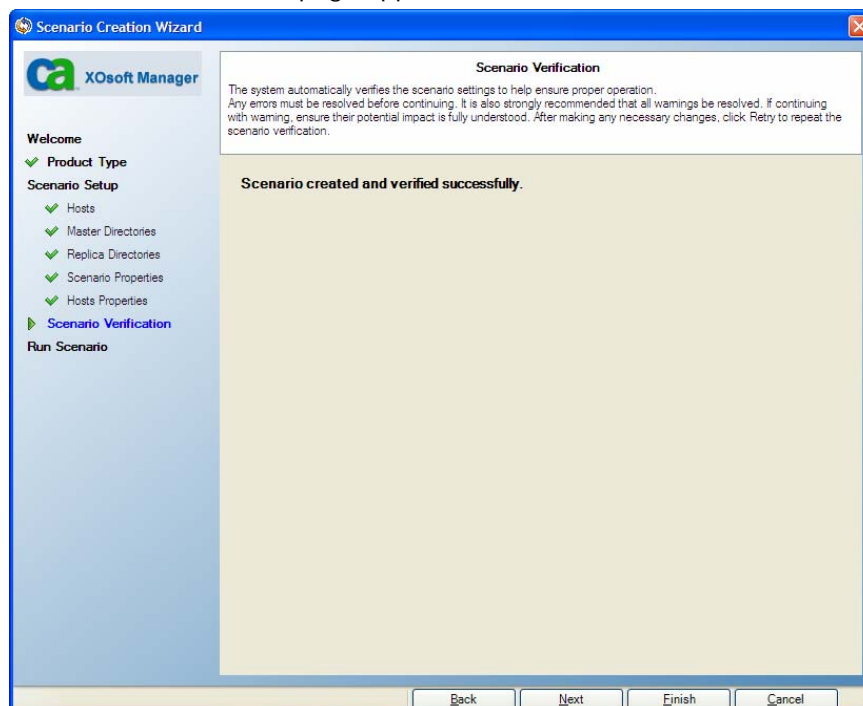 Scenario Creation Wizard
ca XOsoft Manager
Scenario Verification
The system automatically verifies the scenario settings to help ensure proper operation.
Any errors must be resolved before continuing. It is also strongly recommended that all warnings be resolved. If continuing
with warning, ensure their potential impact is fully understood. After making any necessary changes, click Retry to repeat the
scenario verification.
Welcome
Product Type
Scenario Setup
Hosts
Master Directories
Replica Directories
Scenario Properties
Hosts Properties
Scenario Verification
Run Scenario
Scenario created and verified successfully.
Back Next Finish Cancel